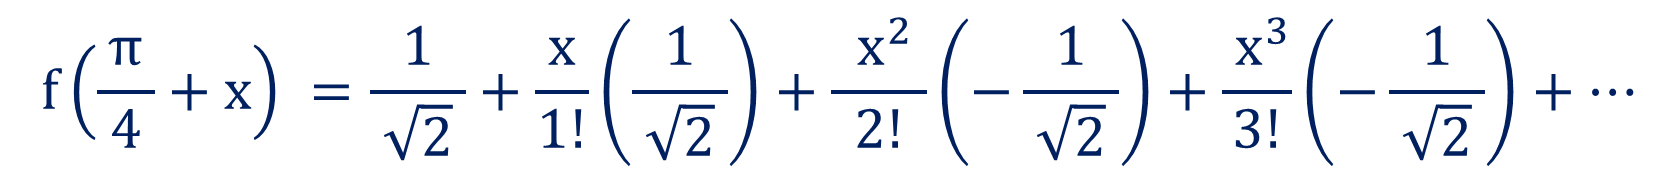 f(π/4 + x) = 1/√2 + x/1! (1/√2) + x²/2! (−1/√2) + x³/3! (−1/√2) + ⋯